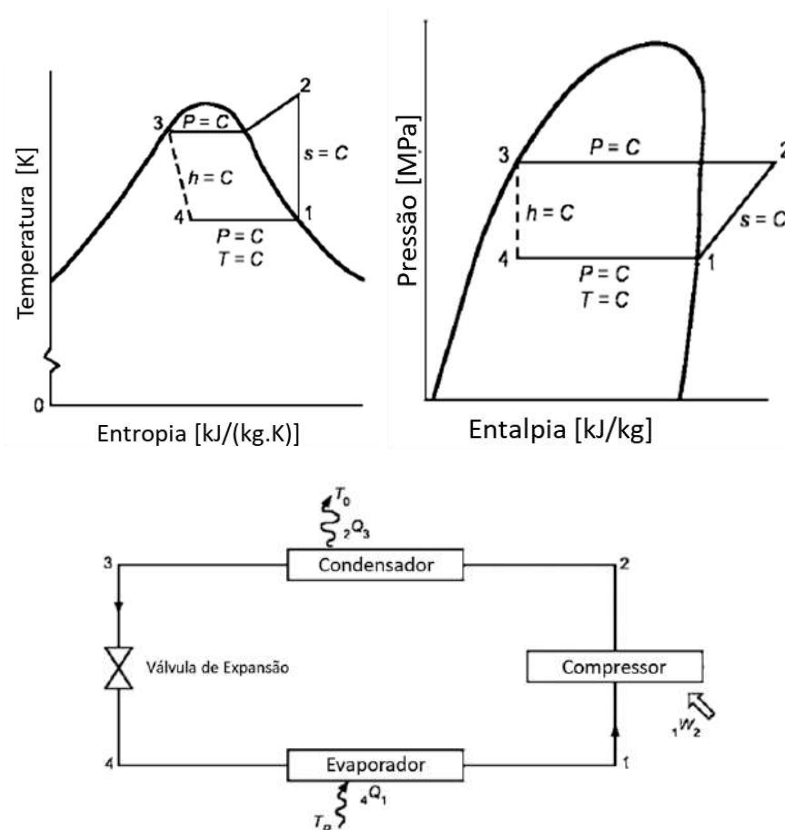 Temperatura [K]
2
3
P = C
s = C
h = C
4
1
P = C
T = C
0
Entropia [kJ/(kg.K)]
Pressão [MPa]
3
P = C
2
h = C
s = C
4
P = C
1
T = C
Entalpia [kJ/kg]
T0
2Q3
3
Condensador
2
Válvula de Expansão
Compressor
1W2
4
Evaporador
1
4Q1